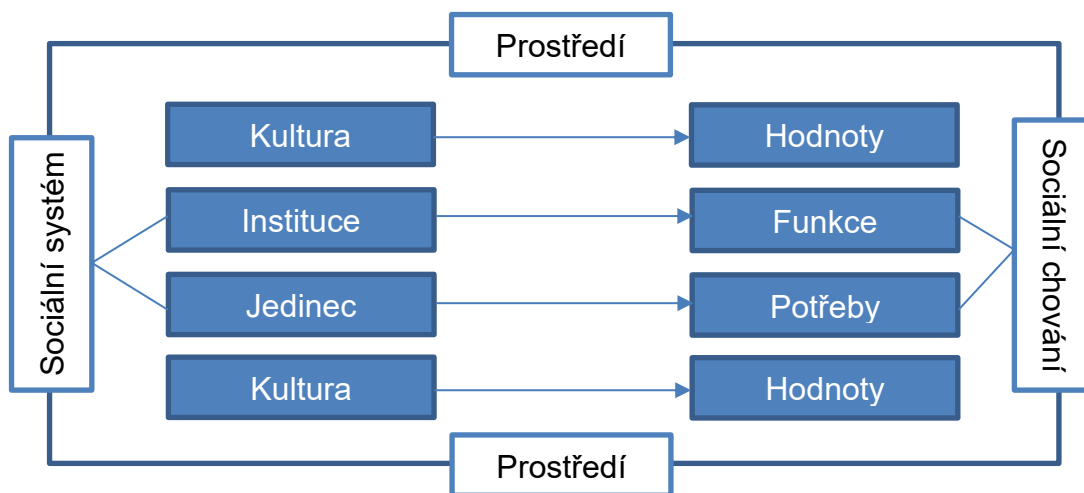 Prostředí
Kultura
Hodnoty
Sociální systém
Instituce
Funkce
Sociální chování
Jedinec
Potřeby
Kultura
Hodnoty
Prostředí